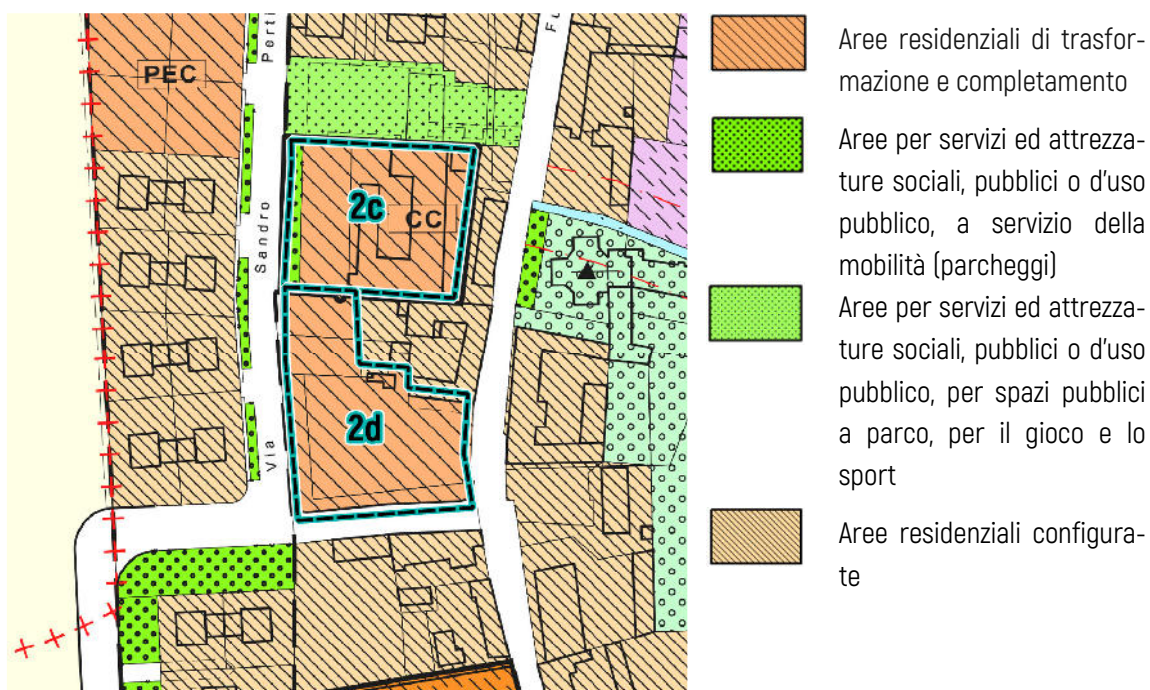 PEC
Perti
Fu
2c
CC
Sandro
2d
Via
Aree residenziali di trasfor-
mazione e completamento
Aree per servizi ed attrezza-
ture sociali, pubblici o d'uso
pubblico, a servizio della
mobilità (parcheggi)
Aree per servizi ed attrezza-
ture sociali, pubblici o d'uso
pubblico, per spazi pubblici
a parco, per il gioco e lo
sport
Aree residenziali configura-
te